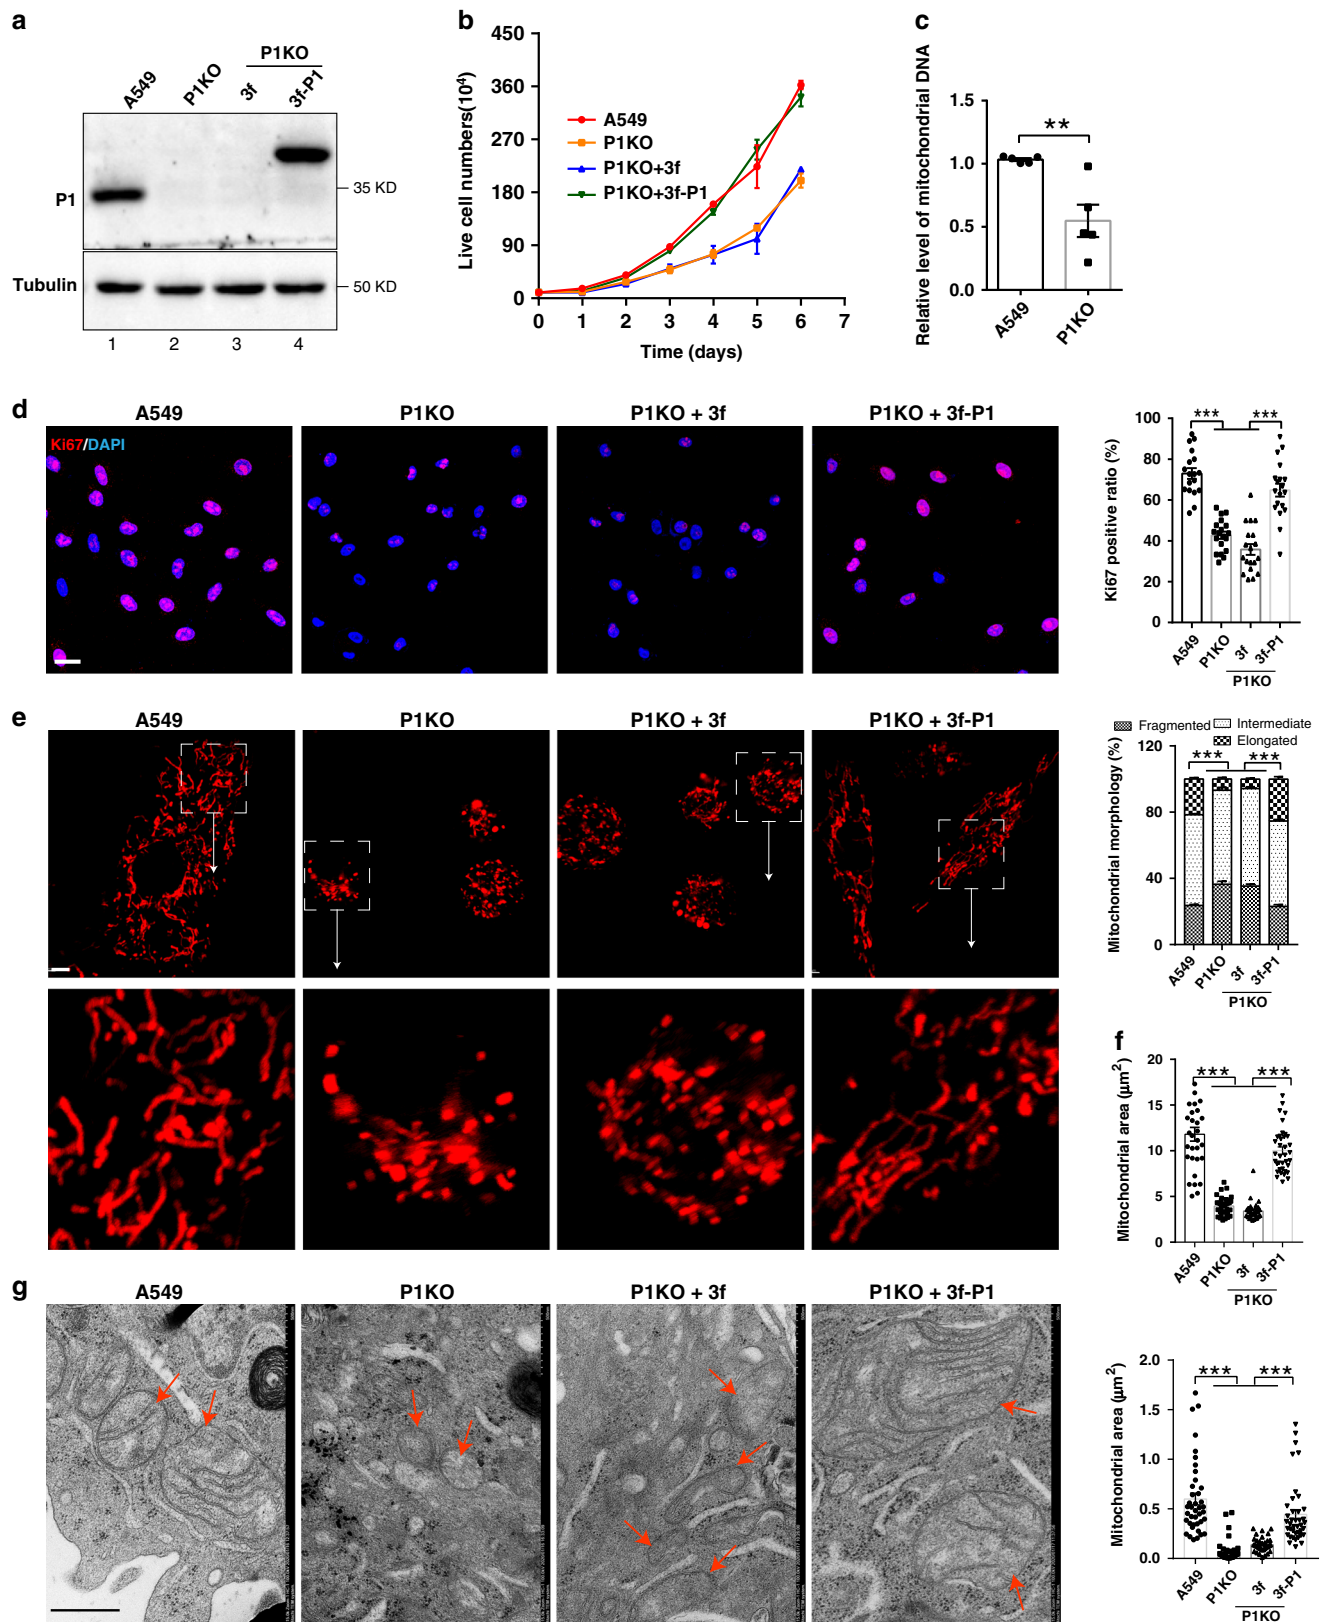 a
A549
P1KO
P1KO
3f
3f-P1
P1
35 KD
Tubulin
50 KD
1 2 3 4
b
Live cell numbers(10⁴)
450
360
270
180
90
0
A549
P1KO
P1KO+3f
P1KO+3f-P1
0 1 2 3 4 5 6 7
Time (days)
c
Relative level of mitochondrial DNA
1.5
1.0
0.5
0.0
**
A549
P1KO
d
A549
P1KO
P1KO + 3f
P1KO + 3f-P1
Ki67/DAPI
Ki67 positive ratio (%)
100
80
60
40
20
0
*** ***
A549
P1KO
3f
3f-P1
P1KO
e
A549
P1KO
P1KO + 3f
P1KO + 3f-P1
Fragmented
Intermediate
Elongated
Mitochondrial morphology (%)
120
80
40
0
*** ***
A549
P1KO
3f
3f-P1
P1KO
f
Mitochondrial area (μm²)
20
15
10
5
0
*** ***
A549
P1KO
3f
3f-P1
P1KO
g
A549
P1KO
P1KO + 3f
P1KO + 3f-P1
Mitochondrial area (μm²)
2.0
1.5
1.0
0.5
0.0
*** ***
A549
P1KO
3f
3f-P1
P1KO